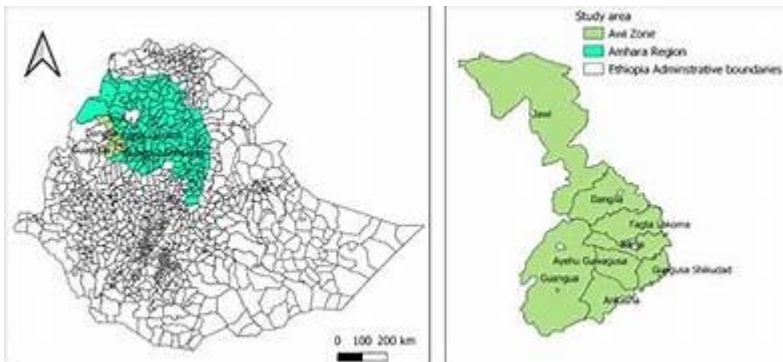 0 100 200 km
Study area
Awi Zone
Amhara Region
Ethiopia Adminstrative boundaries
Jawi
Dangila
Fagta Lakoma
Banja
Ayehu Guwagusa
Guangua
Guagusa Shikudad
Ankasha